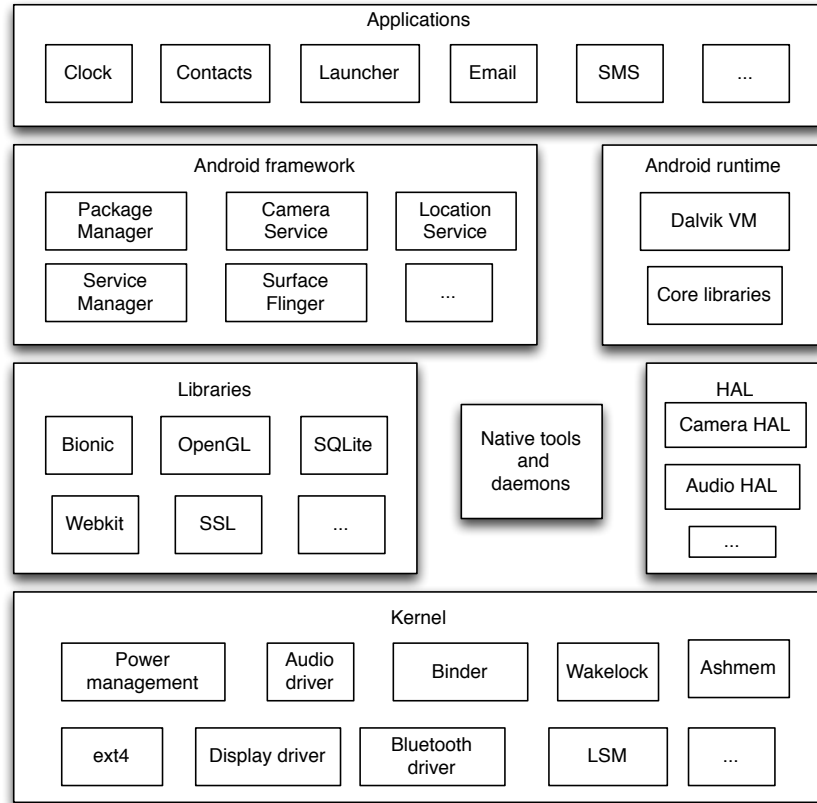 Applications
Clock
Contacts
Launcher
Email
SMS
...
Android framework
Package
Manager
Camera
Service
Location
Service
Service
Manager
Surface
Flinger
...
Android runtime
Dalvik VM
Core libraries
Libraries
Bionic
OpenGL
SQLite
Webkit
SSL
...
Native tools
and
daemons
HAL
Camera HAL
Audio HAL
...
Kernel
Power
management
Audio
driver
Binder
Wakelock
Ashmem
ext4
Display driver
Bluetooth
driver
LSM
...